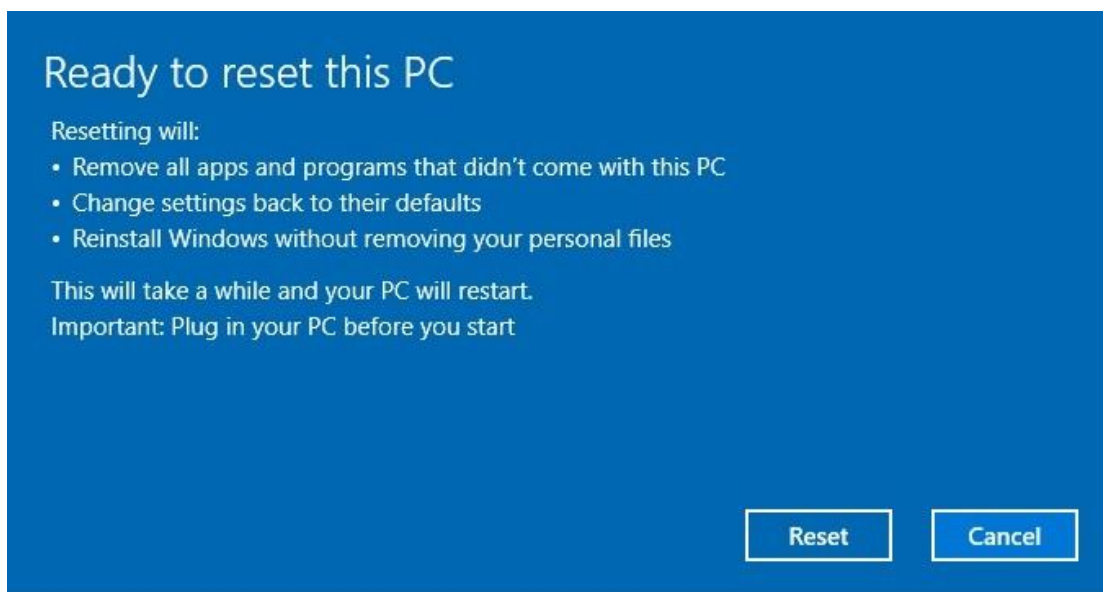 Ready to reset this PC
Resetting will:
• Remove all apps and programs that didn't come with this PC
• Change settings back to their defaults
• Reinstall Windows without removing your personal files
This will take a while and your PC will restart.
Important: Plug in your PC before you start
Reset
Cancel